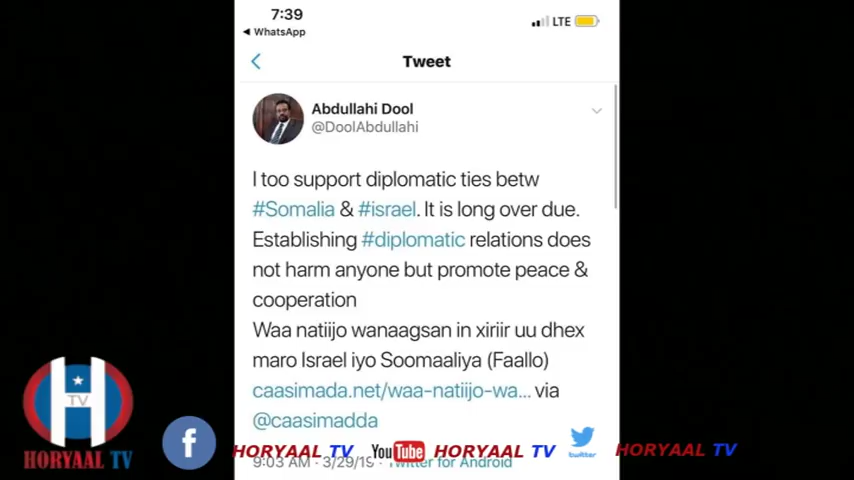 7:39
LTE
WhatsApp
Tweet
Abdullahi Dool
@DoolAbdullahi
I too support diplomatic ties betw
#Somalia & #israel. It is long over due.
Establishing #diplomatic relations does
not harm anyone but promote peace &
cooperation
Waa natiijo wanaagsan in xiriir uu dhex
maro Israel iyo Soomaaliya (Faallo)
caasimada.net/waa-natiijo-wa... via
@caasimadda
9:03 AM · 3/29/19 · Twitter for Android
H
TV
HORYAAL TV
f
HORYAAL TV
YouTube
HORYAAL TV
twitter
HORYAAL TV